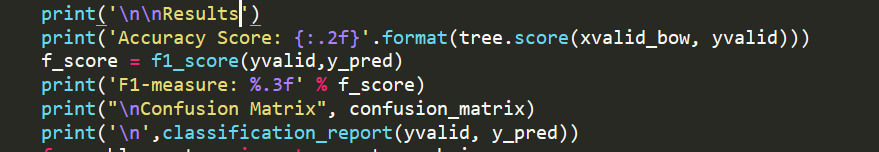 print('\n\nResults')
print('Accuracy Score: {:.2f}'.format(tree.score(xvalid_bow, yvalid)))
f_score = f1_score(yvalid,y_pred)
print('F1-measure: %.3f' % f_score)
print("\nConfusion Matrix", confusion_matrix)
print('\n',classification_report(yvalid, y_pred))